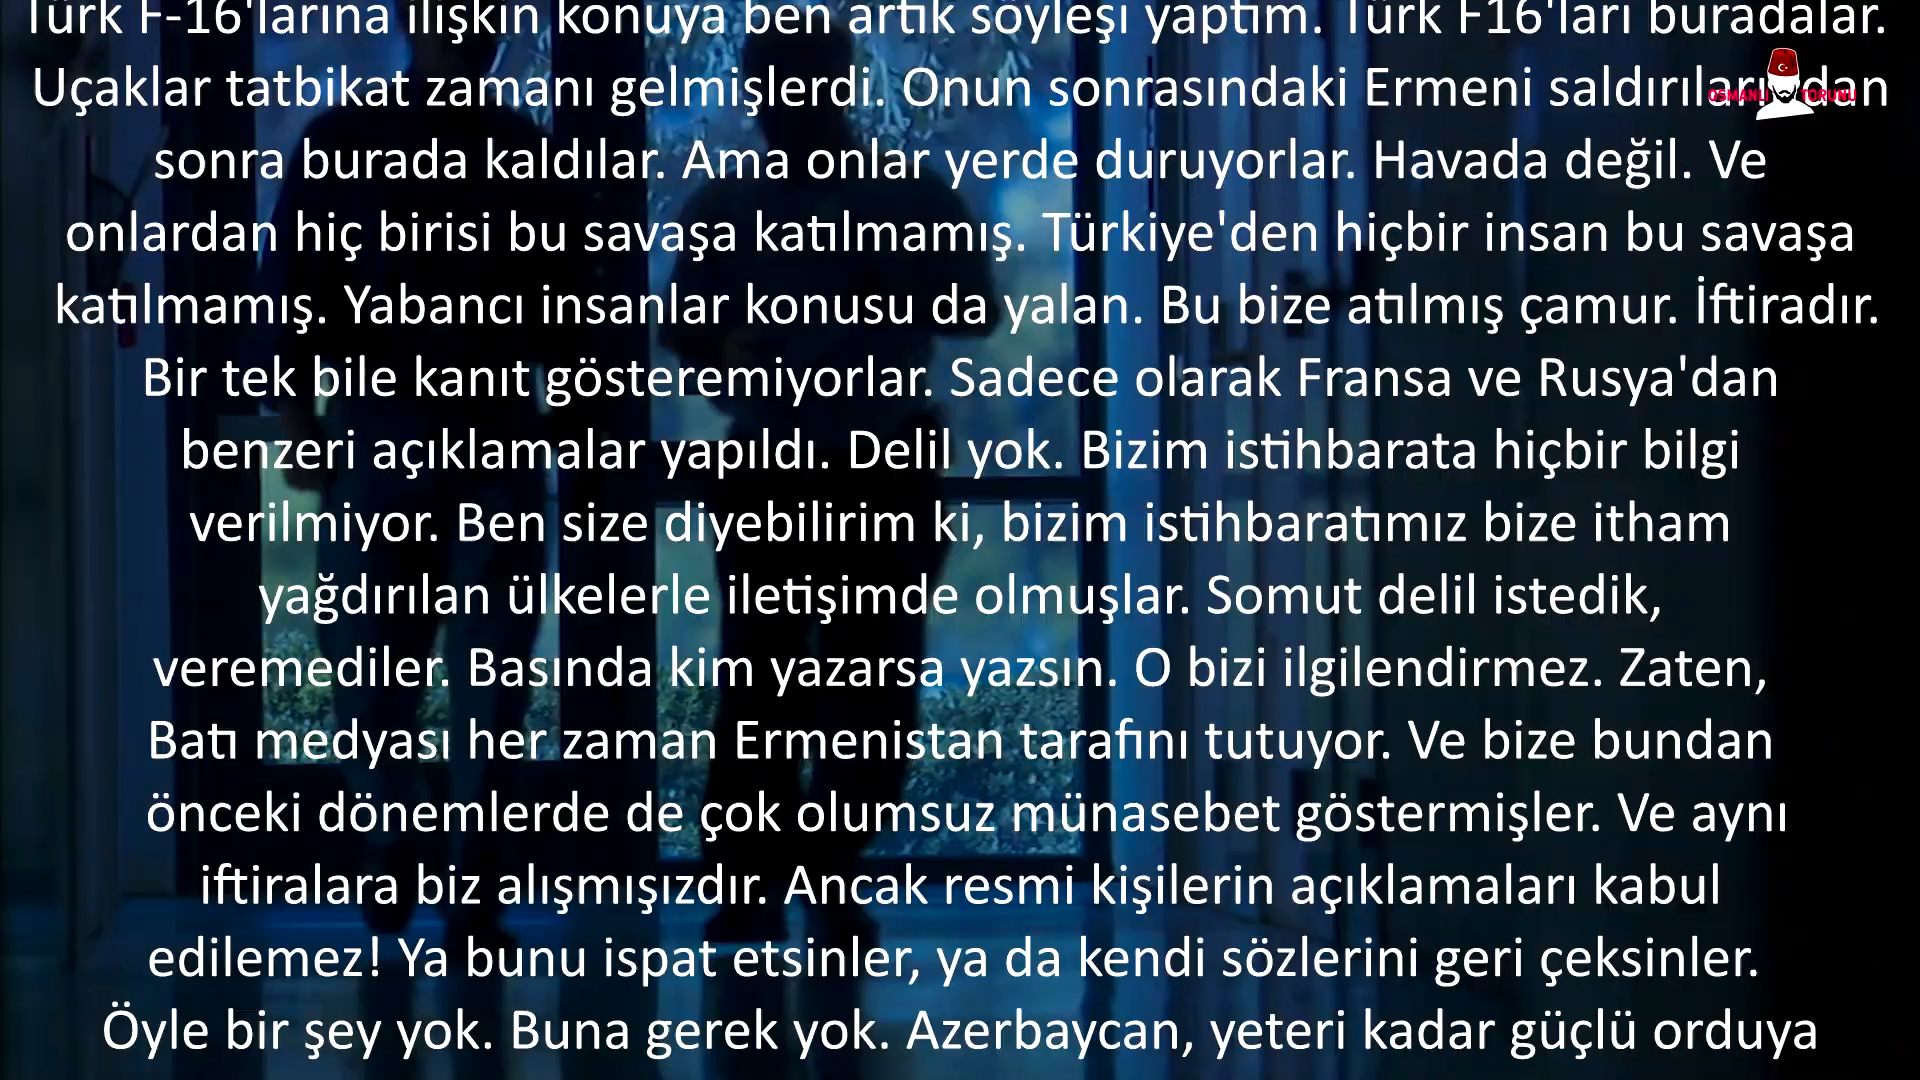 Türk F-16'larına ilişkin konuya ben artık söyleşi yaptım. Türk F16'ları buradalar.
Uçaklar tatbikat zamanı gelmişlerdi. Onun sonrasındaki Ermeni saldırılarından
OSMANLI TORUNU
sonra burada kaldılar. Ama onlar yerde duruyorlar. Havada değil. Ve
onlardan hiç birisi bu savaşa katılmamış. Türkiye'den hiçbir insan bu savaşa
katılmamış. Yabancı insanlar konusu da yalan. Bu bize atılmış çamur. İftiradır.
Bir tek bile kanıt gösteremiyorlar. Sadece olarak Fransa ve Rusya'dan
benzeri açıklamalar yapıldı. Delil yok. Bizim istihbarata hiçbir bilgi
verilmiyor. Ben size diyebilirim ki, bizim istihbaratımız bize itham
yağdırılan ülkelerle iletişimde olmuşlar. Somut delil istedik,
veremediler. Basında kim yazarsa yazsın. O bizi ilgilendirmez. Zaten,
Batı medyası her zaman Ermenistan tarafını tutuyor. Ve bize bundan
önceki dönemlerde de çok olumsuz münasebet göstermişler. Ve aynı
iftiralara biz alışmışızdır. Ancak resmi kişilerin açıklamaları kabul
edilemez! Ya bunu ispat etsinler, ya da kendi sözlerini geri çeksinler.
Öyle bir şey yok. Buna gerek yok. Azerbaycan, yeteri kadar güçlü orduya